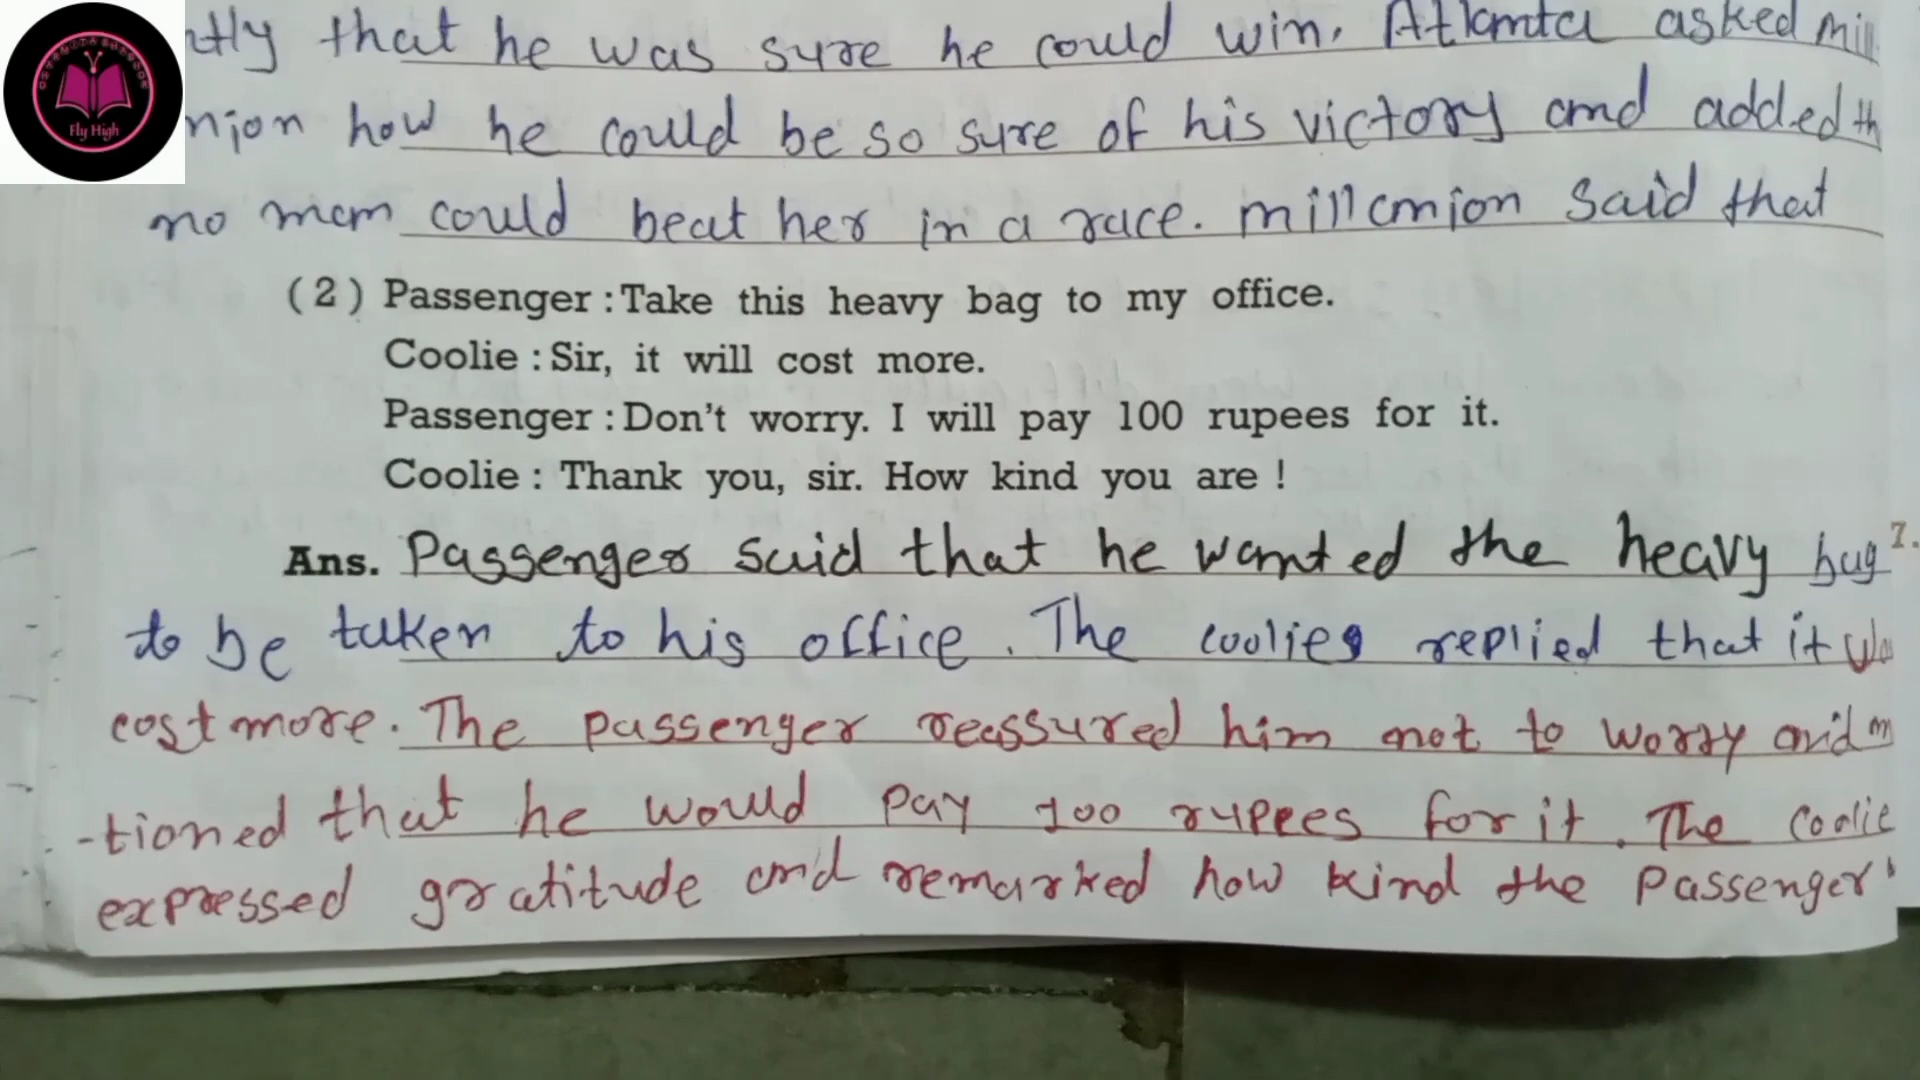 Fly High
that he was sure he could win. Atlamta asked mill
nion how he could be so sure of his victory and added th
no man could beat her in a race. millanion said that
(2) Passenger : Take this heavy bag to my office.
Coolie : Sir, it will cost more.
Passenger : Don't worry. I will pay 100 rupees for it.
Coolie : Thank you, sir. How kind you are !
Ans. Passenger said that he wanted the heavy bag
7.
to be taken to his office. The coolies replied that it
cost more. The passenger reassured him not to worry and m
-tioned that he would pay 100 rupees for it. The coolie
expressed gratitude and remarked how kind the passenger